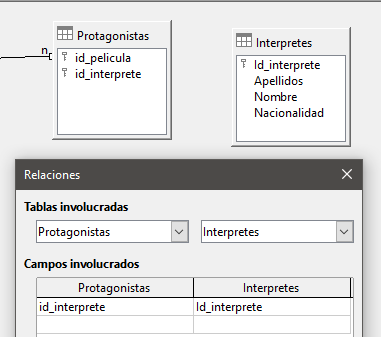 n
Protagonistas
id_pelicula
id_interprete
Interpretes
Id_interprete
Apellidos
Nombre
Nacionalidad
Relaciones
Tablas involucradas
Protagonistas Interpretes
Campos involucrados
Protagonistas Interpretes
id_interprete Id_interprete